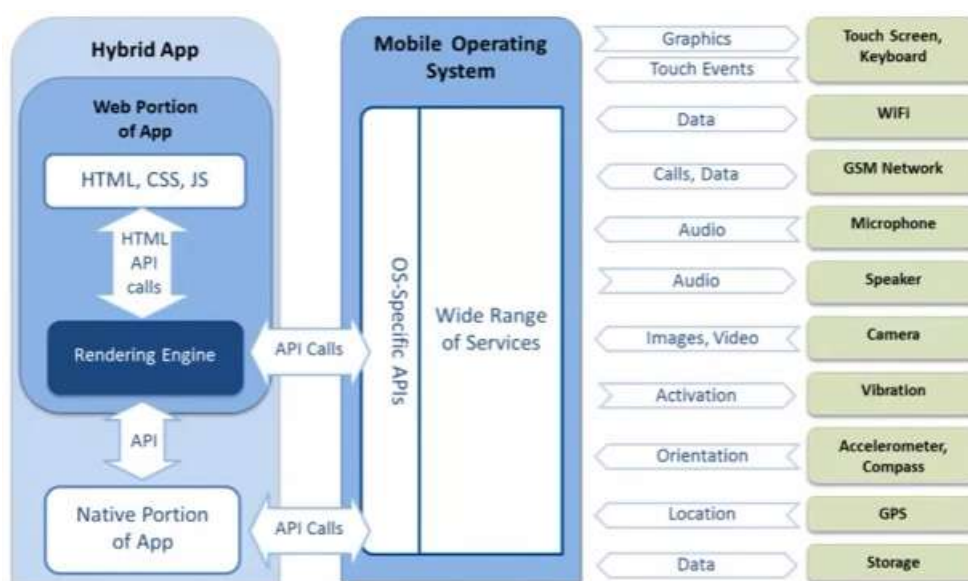 Hybrid App
Web Portion
of App
HTML, CSS, JS
HTML
API
calls
Rendering Engine
API
Native Portion
of App
API Calls
API Calls
Mobile Operating
System
OS-Specific APIs
Wide Range
of Services
Graphics
Touch Events
Touch Screen,
Keyboard
Data
WiFi
Calls, Data
GSM Network
Audio
Microphone
Audio
Speaker
Images, Video
Camera
Activation
Vibration
Orientation
Accelerometer,
Compass
Location
GPS
Data
Storage